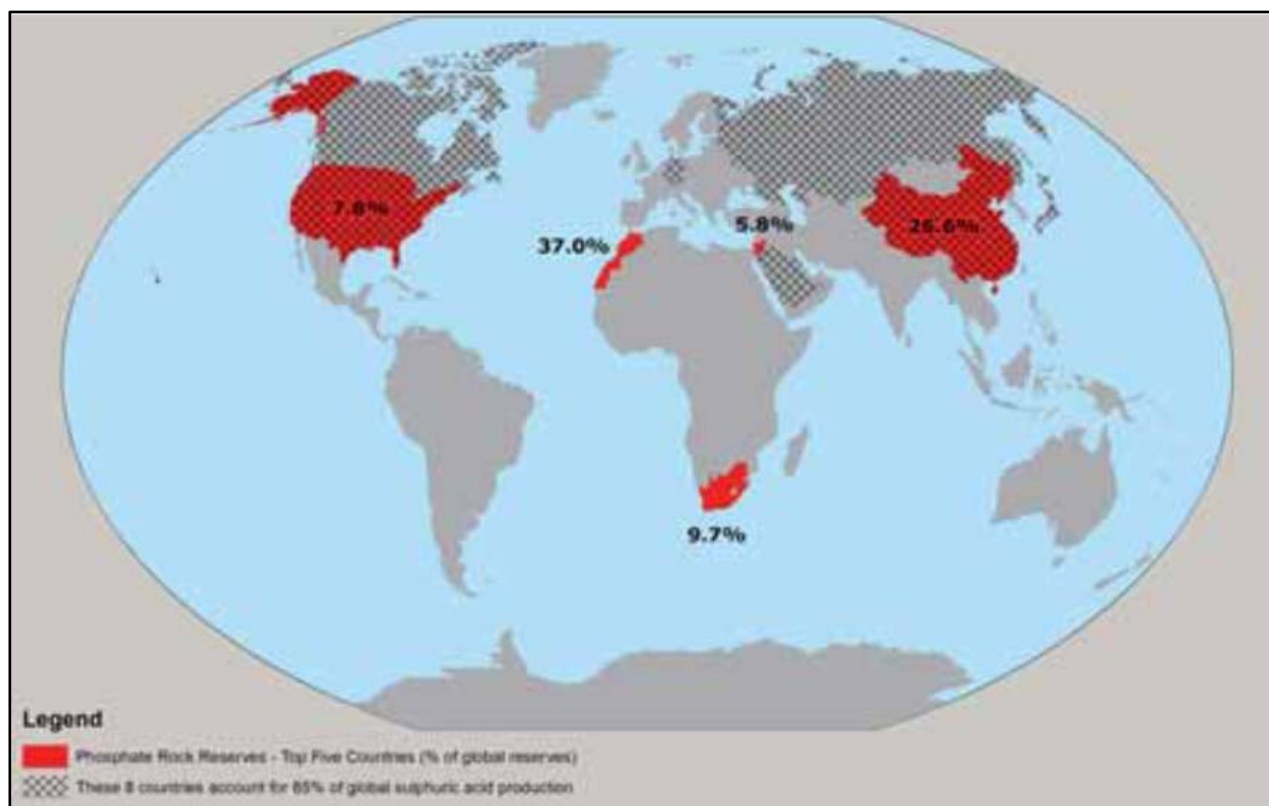 7.8%
5.8%
26.6%
37.0%
9.7%
Legend
Phosphate Rock Reserves - Top Five Countries (% of global reserves)
These 8 countries account for 65% of global sulphuric acid production